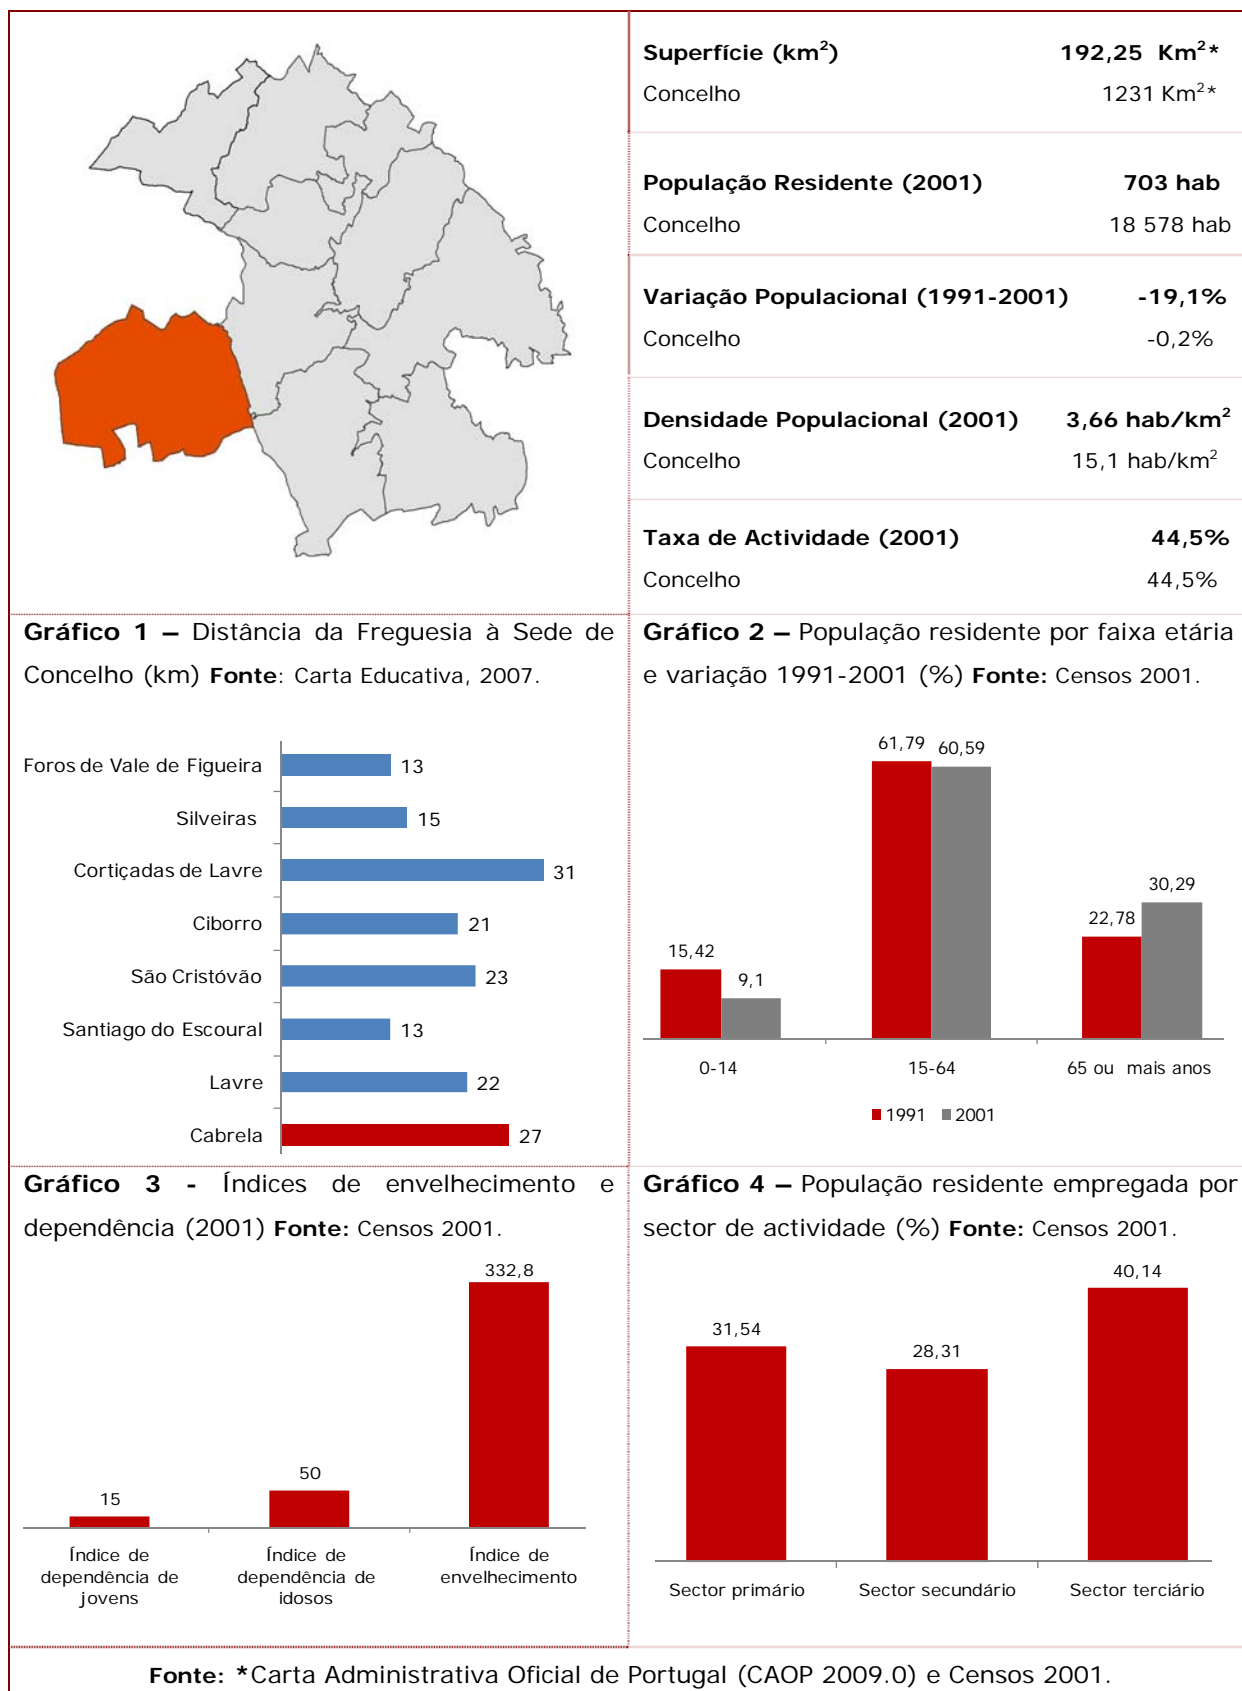 Superfície (km²) 192,25 Km²*
Concelho 1231 Km²*
População Residente (2001) 703 hab
Concelho 18 578 hab
Variação Populacional (1991-2001) -19,1%
Concelho -0,2%
Densidade Populacional (2001) 3,66 hab/km²
Concelho 15,1 hab/km²
Taxa de Actividade (2001) 44,5%
Concelho 44,5%
Gráfico 1 – Distância da Freguesia à Sede de
Concelho (km) Fonte: Carta Educativa, 2007.
Foros de Vale de Figueira 13
Silveiras 15
Cortiçadas de Lavre 31
Ciborro 21
São Cristóvão 23
Santiago do Escoural 13
Lavre 22
Cabrela 27
Gráfico 2 – População residente por faixa etária
e variação 1991-2001 (%) Fonte: Censos 2001.
61,79 60,59
30,29
22,78
15,42
9,1
0-14 15-64 65 ou mais anos
1991 2001
Gráfico 3 - Índices de envelhecimento e
dependência (2001) Fonte: Censos 2001.
332,8
50
15
Índice de dependência de jovens
Índice de dependência de idosos
Índice de envelhecimento
Gráfico 4 – População residente empregada por
sector de actividade (%) Fonte: Censos 2001.
40,14
31,54
28,31
Sector primário Sector secundário Sector terciário
Fonte: *Carta Administrativa Oficial de Portugal (CAOP 2009.0) e Censos 2001.